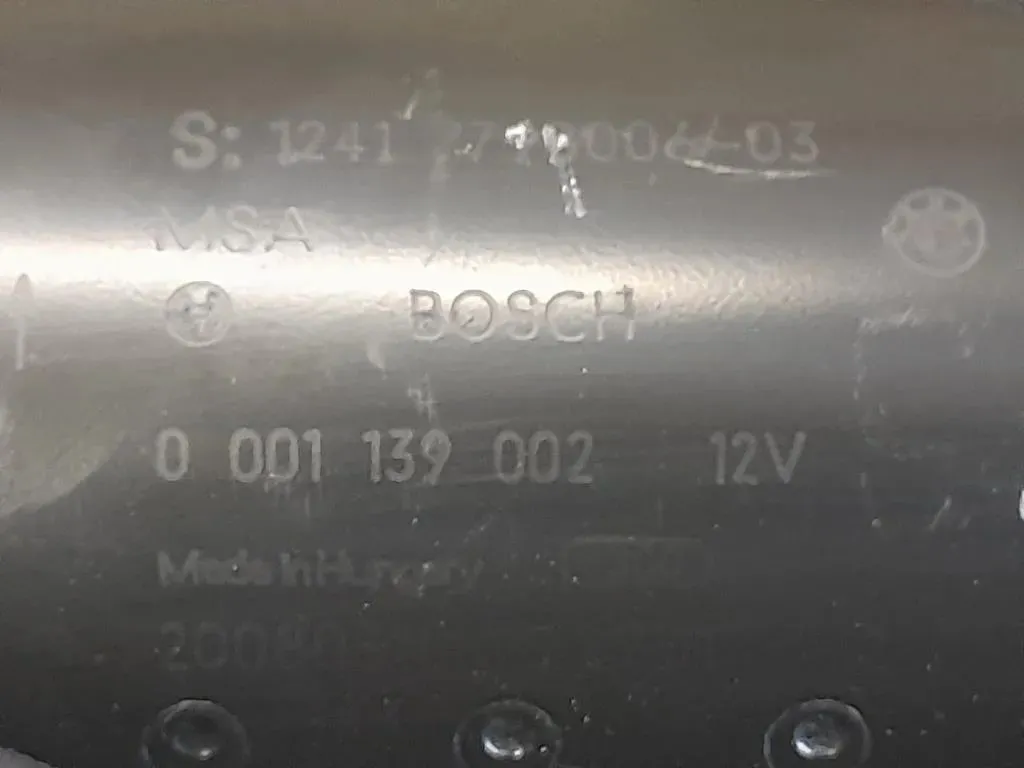 S: 1241
MSA
BOSCH
0 001 139 002 12V
Made in Hungary